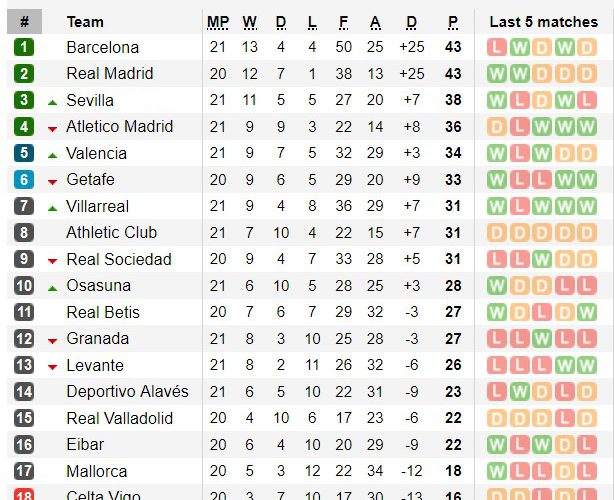 # Team MP W D L F A D P Last 5 matches
1 Barcelona 21 13 4 4 50 25 +25 43 L W D W D
2 Real Madrid 20 12 7 1 38 13 +25 43 W W D D D
3 Sevilla 21 11 5 5 27 20 +7 38 W L D W L
4 Atletico Madrid 21 9 9 3 22 14 +8 36 D L W W W
5 Valencia 21 9 7 5 32 29 +3 34 W L W D D
6 Getafe 20 9 6 5 29 20 +9 33 W L L W W
7 Villarreal 21 9 4 8 36 29 +7 31 W L W W W
8 Athletic Club 21 7 10 4 22 15 +7 31 D D D D D
9 Real Sociedad 20 9 4 7 33 28 +5 31 L L W D D
10 Osasuna 21 6 10 5 28 25 +3 28 W D D L L
11 Real Betis 20 7 6 7 29 32 -3 27 W D L D W
12 Granada 21 8 3 10 25 28 -3 27 L L W L L
13 Levante 21 8 2 11 26 32 -6 26 L L L W W
14 Deportivo Alavés 21 6 5 10 22 31 -9 23 L W D L D
15 Real Valladolid 20 4 10 6 17 23 -6 22 D D D L D
16 Eibar 20 6 4 10 20 29 -9 22 W L W D L
17 Mallorca 20 5 3 12 22 34 -12 18 W L L D L
18 Celta Vigo 20 3 7 10 17 30 -13 16